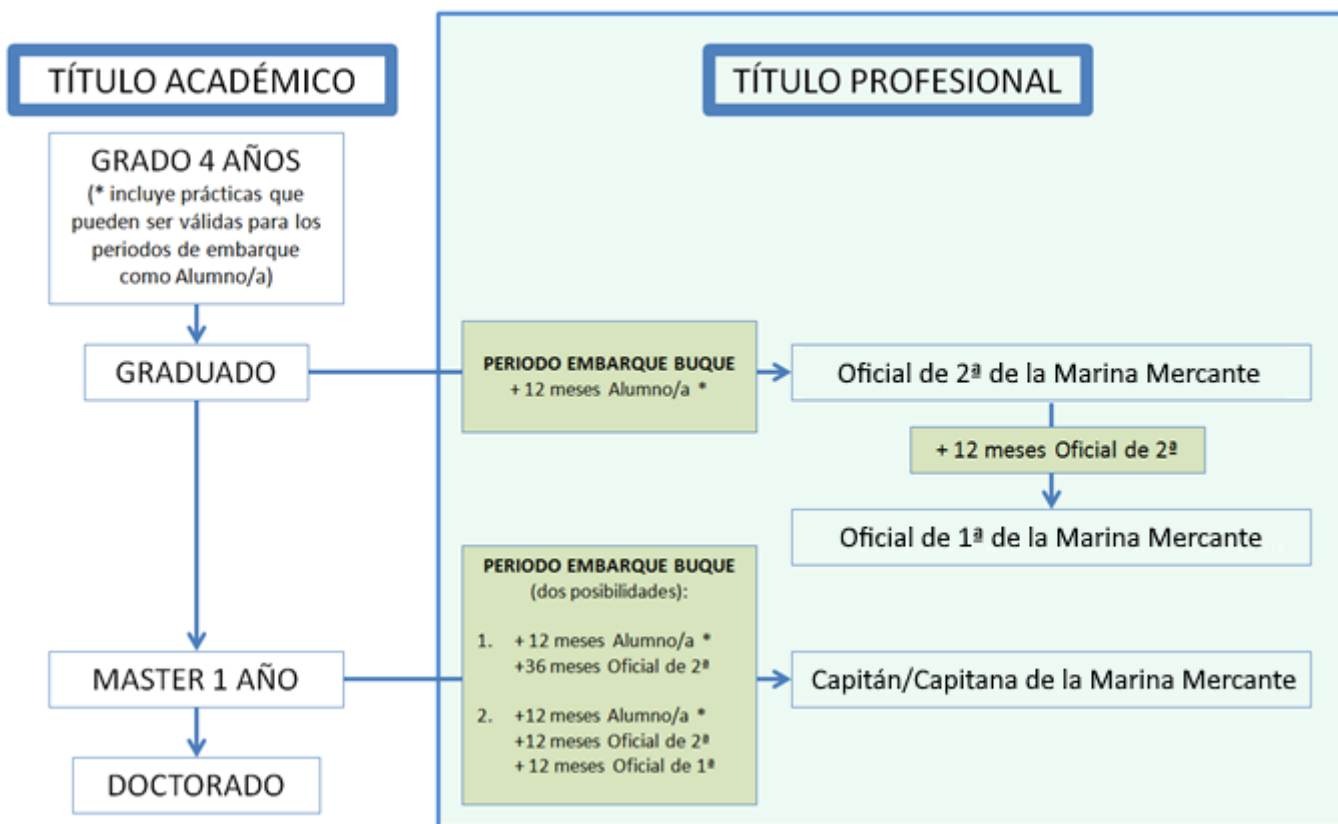 TÍTULO ACADÉMICO
GRADO 4 AÑOS
(* incluye prácticas que
pueden ser válidas para los
periodos de embarque
como Alumno/a)
GRADUADO
MASTER 1 AÑO
DOCTORADO
TÍTULO PROFESIONAL
PERIODO EMBARQUE BUQUE
+ 12 meses Alumno/a *
Oficial de 2ª de la Marina Mercante
+ 12 meses Oficial de 2ª
Oficial de 1ª de la Marina Mercante
PERIODO EMBARQUE BUQUE
(dos posibilidades):
1. + 12 meses Alumno/a *
+36 meses Oficial de 2ª
2. +12 meses Alumno/a *
+12 meses Oficial de 2ª
+ 12 meses Oficial de 1ª
Capitán/Capitana de la Marina Mercante